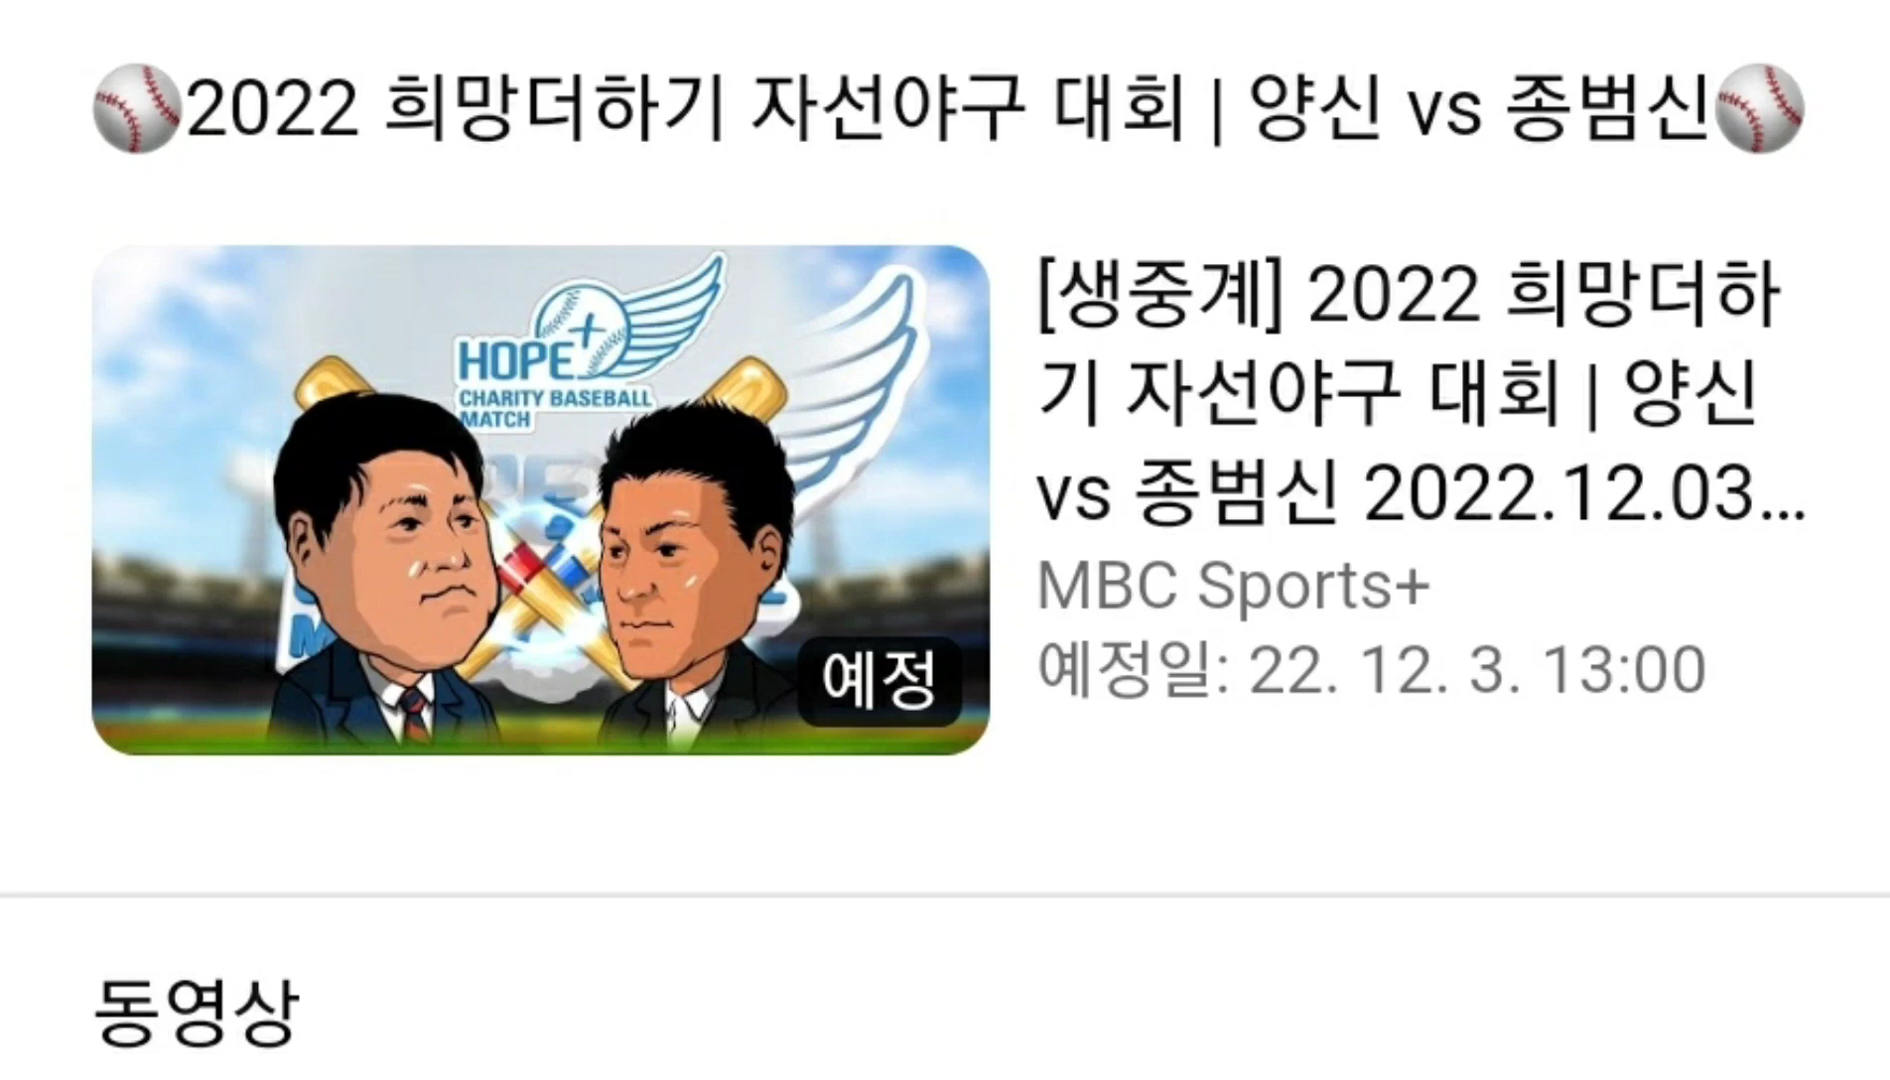 ⚾2022 희망더하기 자선야구 대회 | 양신 vs 종범신⚾
HOPE+
CHARITY BASEBALL
MATCH
예정
[생중계] 2022 희망더하
기 자선야구 대회 | 양신
vs 종범신 2022.12.03...
MBC Sports+
예정일: 22. 12. 3. 13:00
동영상